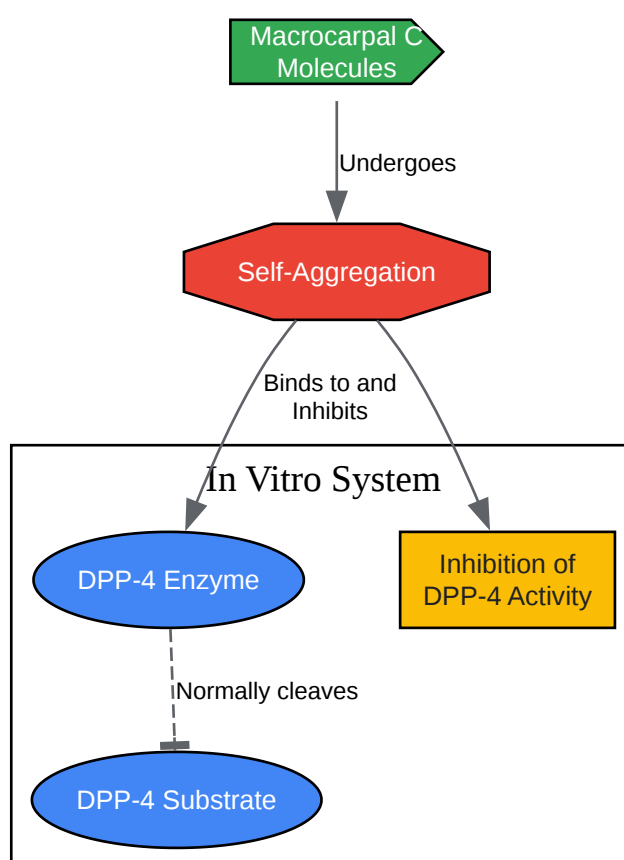 Macrocarpal C
Molecules
Undergoes
Self-Aggregation
Binds to and
Inhibits
In Vitro System
DPP-4 Enzyme
Inhibition of
DPP-4 Activity
Normally cleaves
DPP-4 Substrate